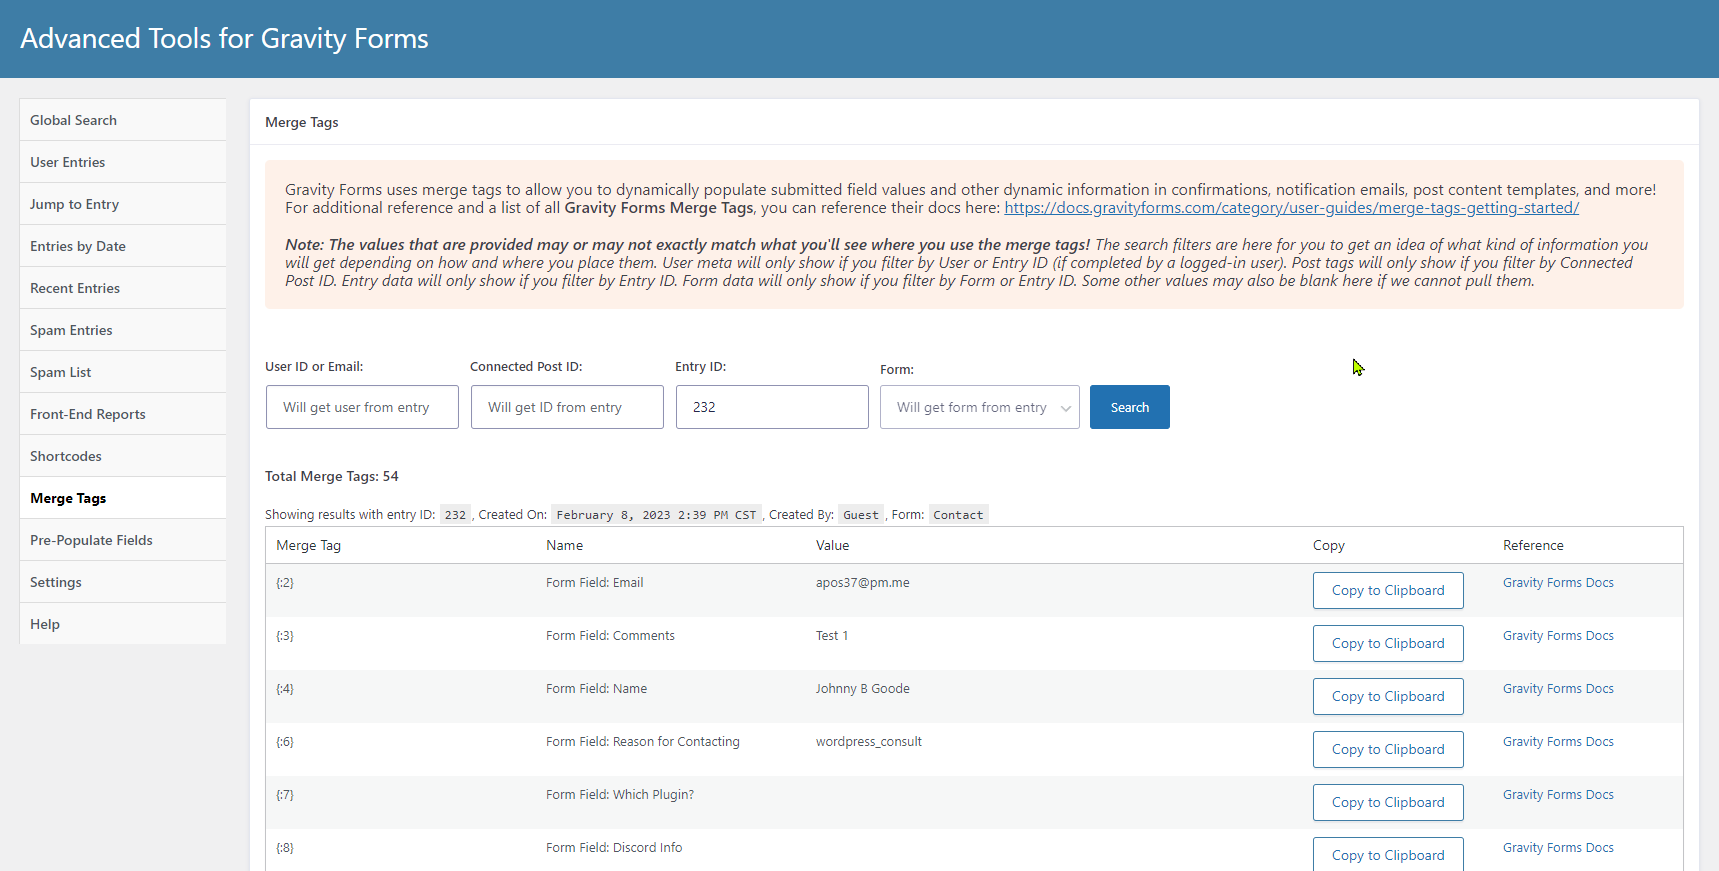 Advanced Tools for Gravity Forms
Global Search
User Entries
Jump to Entry
Entries by Date
Recent Entries
Spam Entries
Spam List
Front-End Reports
Shortcodes
Merge Tags
Pre-Populate Fields
Settings
Help
Merge Tags
Gravity Forms uses merge tags to allow you to dynamically populate submitted field values and other dynamic information in confirmations, notification emails, post content templates, and more!
For additional reference and a list of all Gravity Forms Merge Tags, you can reference their docs here: https://docs.gravityforms.com/category/user-guides/merge-tags-getting-started/
Note: The values that are provided may or may not exactly match what you'll see where you use the merge tags! The search filters are here for you to get an idea of what kind of information you
will get depending on how and where you place them. User meta will only show if you filter by User or Entry ID (if completed by a logged-in user). Post tags will only show if you filter by Connected
Post ID. Entry data will only show if you filter by Entry ID. Form data will only show if you filter by Form or Entry ID. Some other values may also be blank here if we cannot pull them.
User ID or Email: Connected Post ID: Entry ID: Form:
Will get user from entry Will get ID from entry 232 Will get form from entry Search
Total Merge Tags: 54
Showing results with entry ID: 232, Created On: February 8, 2023 2:39 PM CST, Created By: Guest, Form: Contact
Merge Tag Name Value Copy Reference
{:2} Form Field: Email apos37@pm.me Copy to Clipboard Gravity Forms Docs
{:3} Form Field: Comments Test 1 Copy to Clipboard Gravity Forms Docs
{:4} Form Field: Name Johnny B Goode Copy to Clipboard Gravity Forms Docs
{:6} Form Field: Reason for Contacting wordpress_consult Copy to Clipboard Gravity Forms Docs
{:7} Form Field: Which Plugin? Copy to Clipboard Gravity Forms Docs
{:8} Form Field: Discord Info Copy to Clipboard Gravity Forms Docs